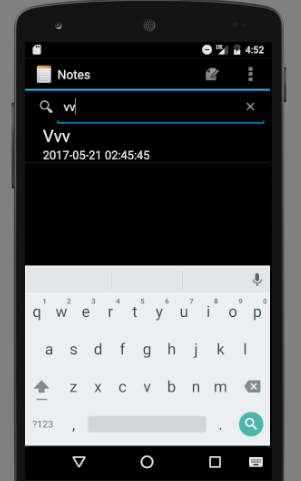 4:52
Notes
vv
Vvv
2017-05-21 02:45:45
1 2 3 4 5 6 7 8 9 0
q w e r t y u i o p
a s d f g h j k l
z x c v b n m
?123 , .